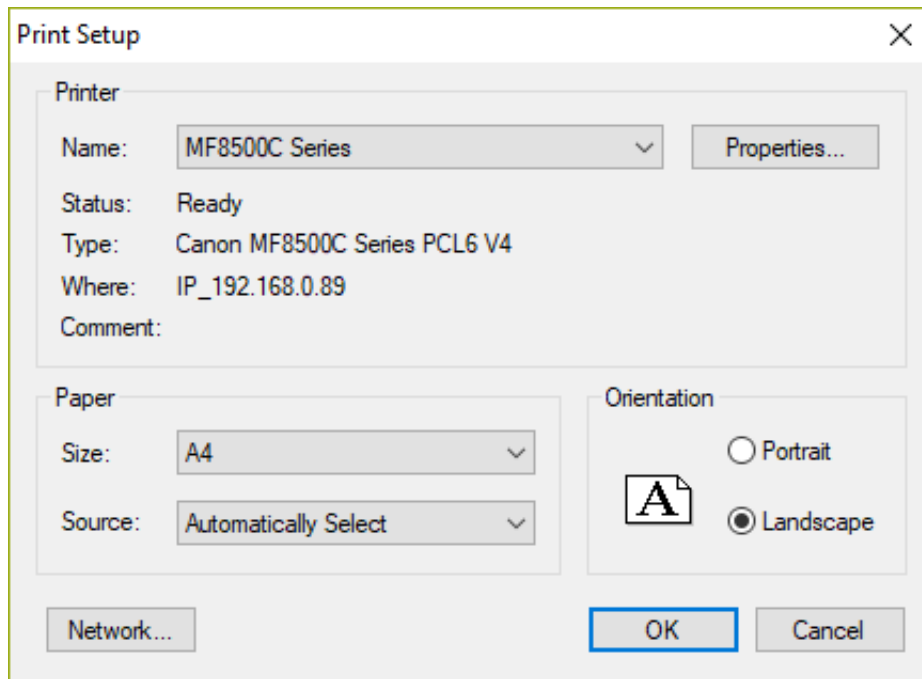 Print Setup
Printer
Name: MF8500C Series Properties...
Status: Ready
Type: Canon MF8500C Series PCL6 V4
Where: IP_192.168.0.89
Comment:
Paper
Size: A4
Source: Automatically Select
Orientation
A
Portrait
Landscape
Network... OK Cancel